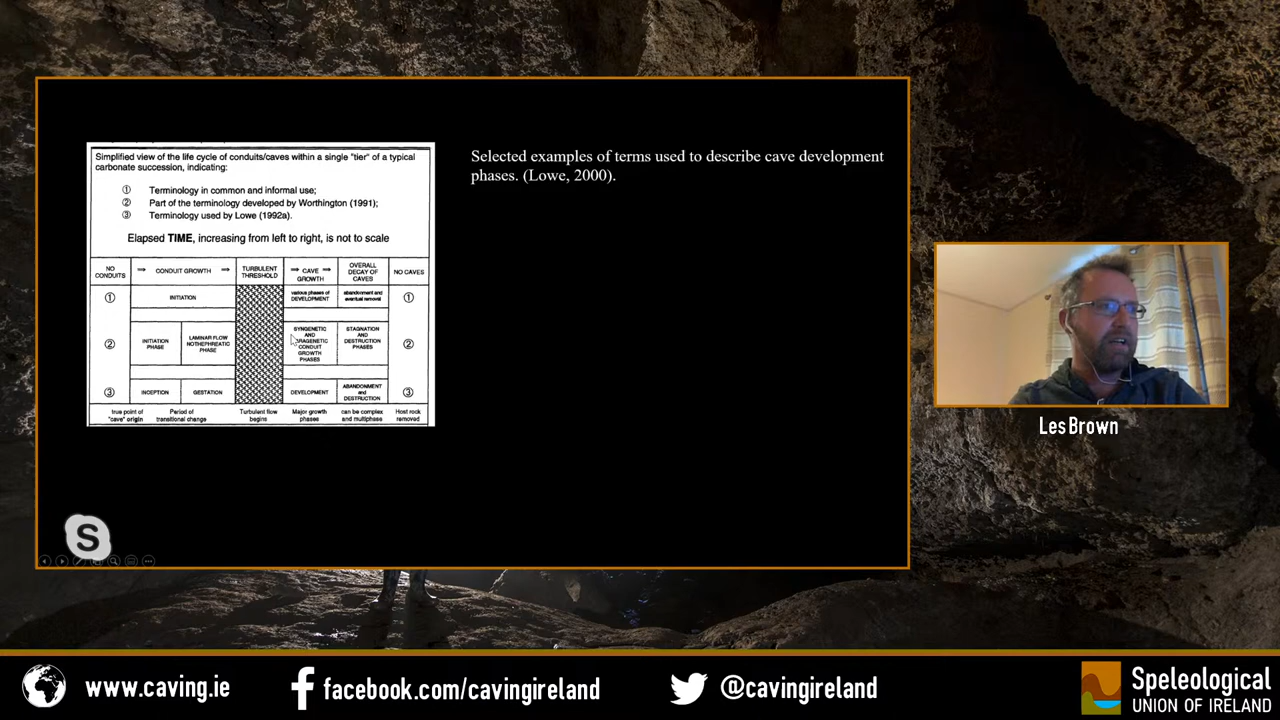 Simplified view of the life cycle of conduits/caves within a single "tier" of a typical
carbonate succession, indicating:
① Terminology in common and informal use;
② Part of the terminology developed by Worthington (1991);
③ Terminology used by Lowe (1992a).
Elapsed TIME, increasing from left to right, is not to scale
NO CONDUITS ⇒ CONDUIT GROWTH ⇒ TURBULENT THRESHOLD ⇒ CAVE ⇒ GROWTH OVERALL DECAY OF CAVES NO CAVES
① INITIATION various phases of DEVELOPMENT abandonment and eventual removal ①
② INITIATION PHASE LAMINAR FLOW NOTHEPHREATIC PHASE SYNGENETIC AND CONDUIT GROWTH PHASES STAGNATION AND DESTRUCTION PHASES ②
③ INCEPTION GESTATION DEVELOPMENT ABANDONMENT and DESTRUCTION ③
true point of "cave" origin Period of transitional change Turbulent flow begins Major growth phases can be complex and multiphase Host rock removed
Selected examples of terms used to describe cave development
phases. (Lowe, 2000).
S
Les Brown
www.caving.ie
facebook.com/cavingireland
@cavingireland
Speleological
UNION OF IRELAND